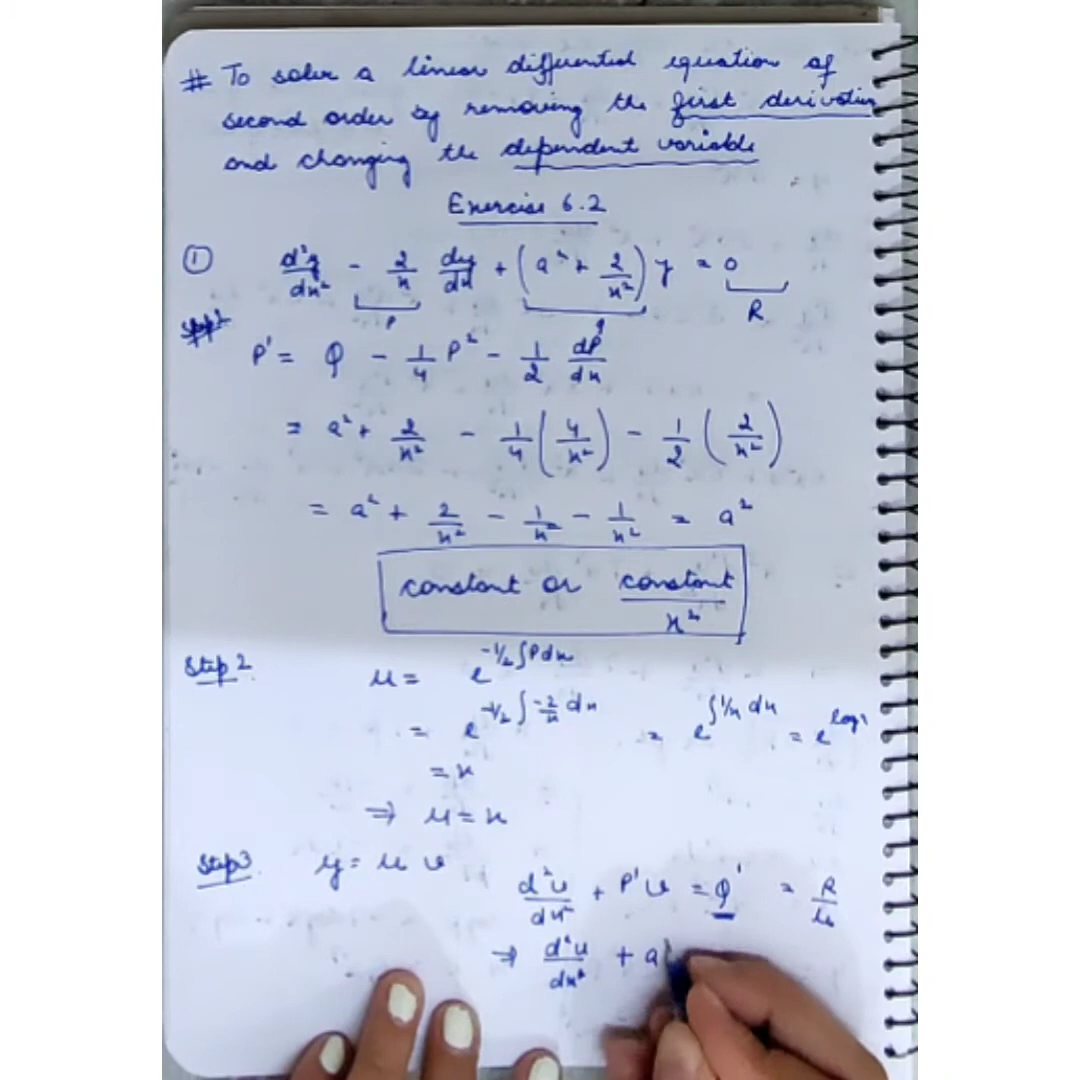 # To solve a linear differential equation of
second order by removing the first derivative
and changing the dependent variable
Exercise 6.2
① d²y/dx² - 2/x dy/dx + (a² + 2/x²) y = 0
P Q R
Step 1
P' = Q - 1/4 P² - 1/2 dP/dx
= a² + 2/x² - 1/4 (4/x²) - 1/2 (2/x²)
= a² + 2/x² - 1/x² - 1/x² = a²
constant or constant/x²
Step 2 u = e^(-1/2 ∫P dx)
= e^(-1/2 ∫ -2/x dx) = e^(∫1/x dx) = e^log
= x
⇒ u = x
Step 3 y = u v
d²v/dx² + P'v = Q' = R/u
⇒ d²v/dx² + a